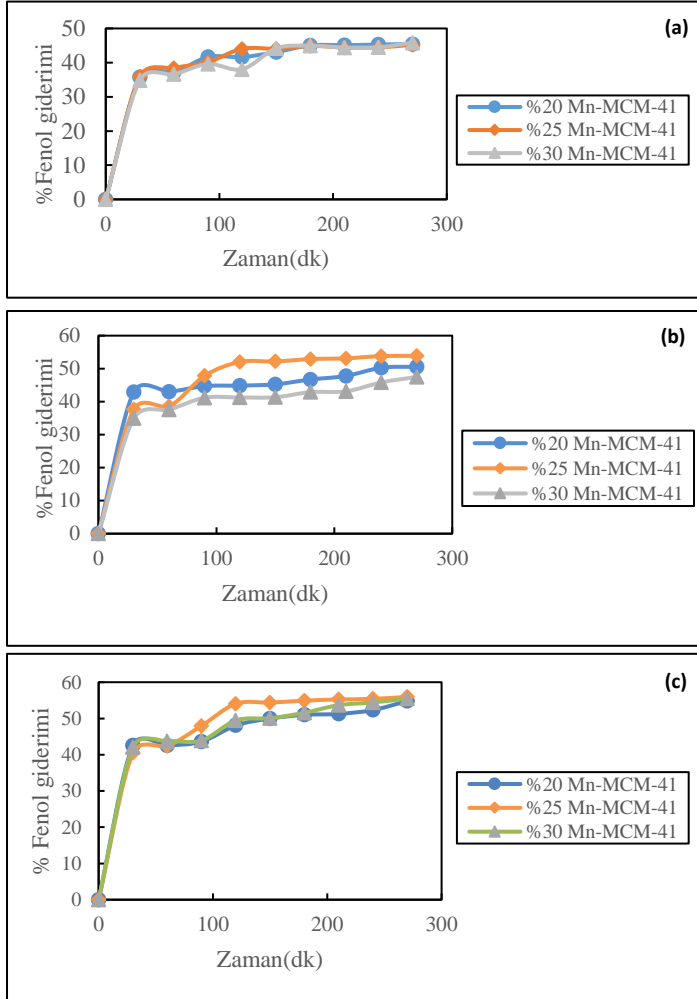 (a)
50
40
30
20
10
0
%Fenol giderimi
0 100 200 300
Zaman(dk)
%20 Mn-MCM-41
%25 Mn-MCM-41
%30 Mn-MCM-41
(b)
60
50
40
30
20
10
0
%Fenol giderimi
0 100 200 300
Zaman(dk)
%20 Mn-MCM-41
%25 Mn-MCM-41
%30 Mn-MCM-41
(c)
60
50
40
30
20
10
0
% Fenol giderimi
0 100 200 300
Zaman(dk)
%20 Mn-MCM-41
%25 Mn-MCM-41
%30 Mn-MCM-41